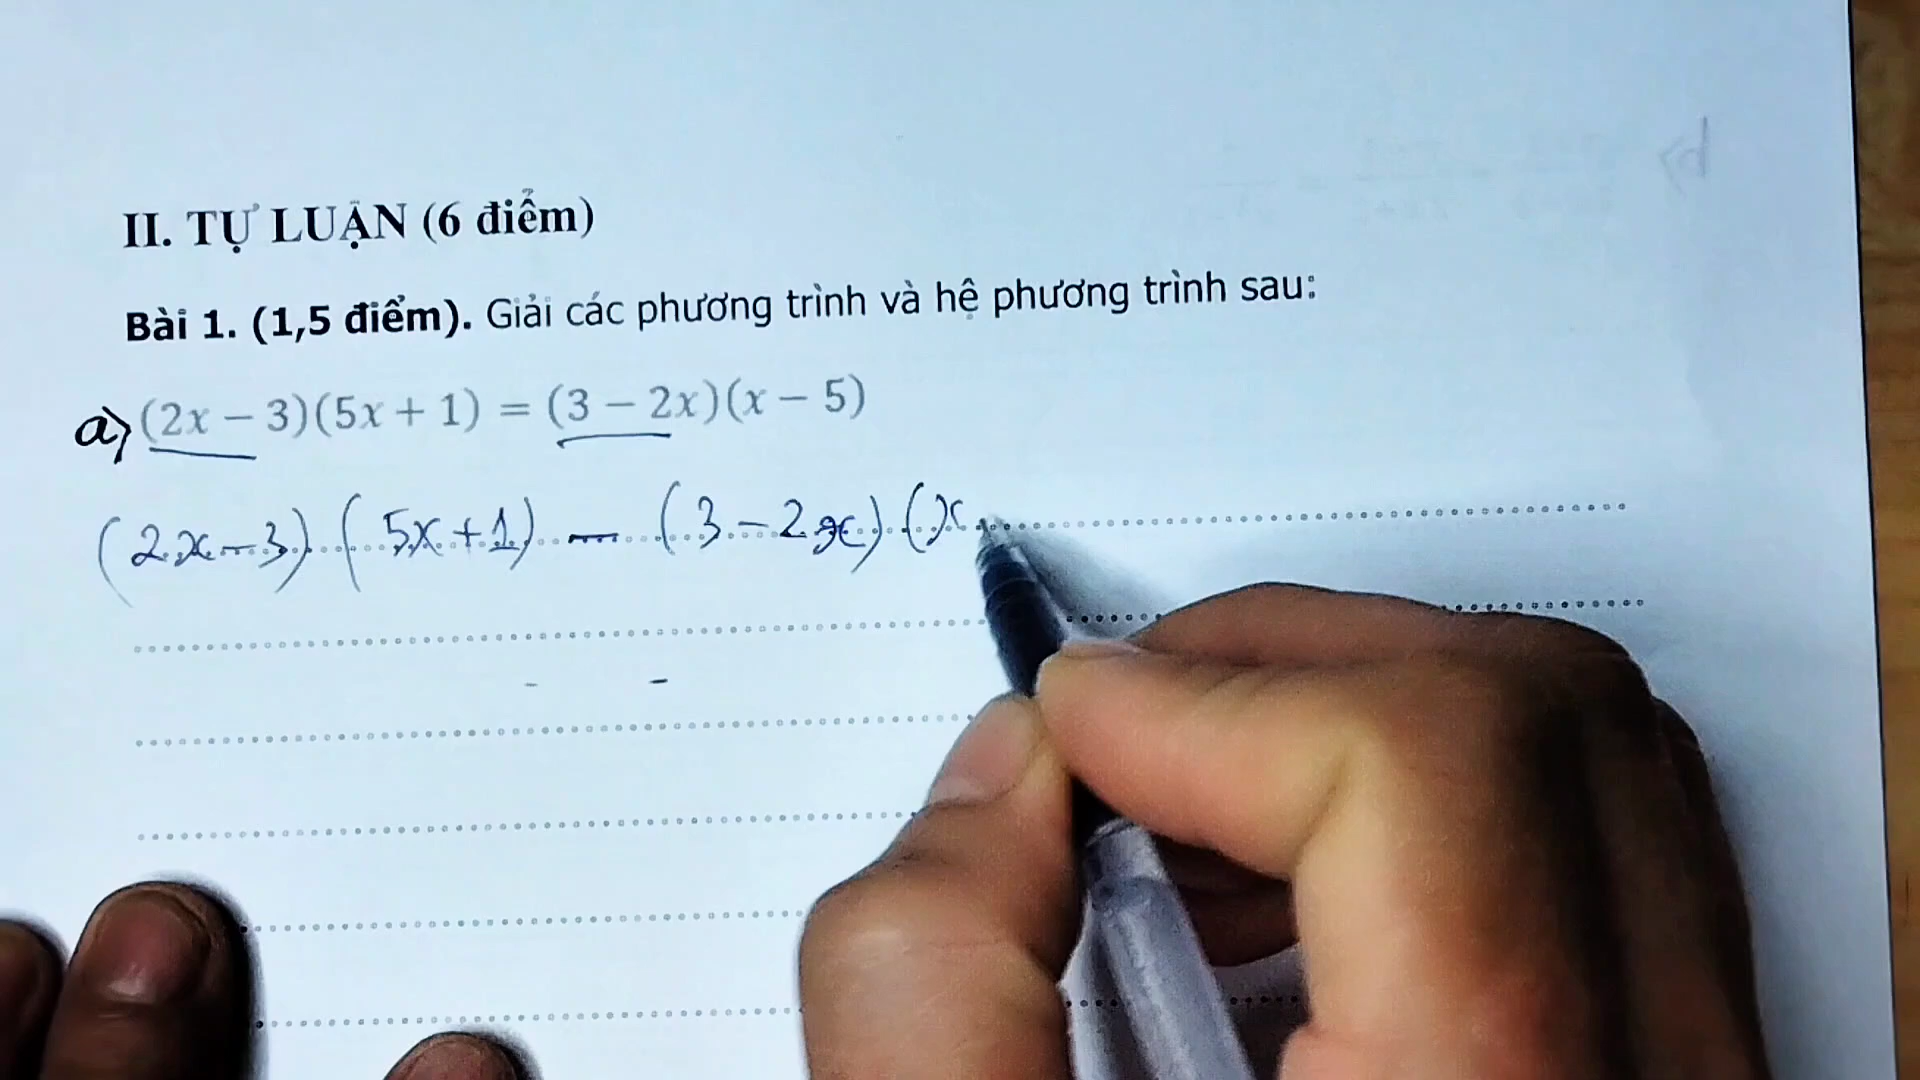 II. TỰ LUẬN (6 điểm)
Bài 1. (1,5 điểm). Giải các phương trình và hệ phương trình sau:
a) (2x – 3)(5x + 1) = (3 – 2x)(x – 5)
(2x – 3) (5x + 1) – (3 – 2x) (x